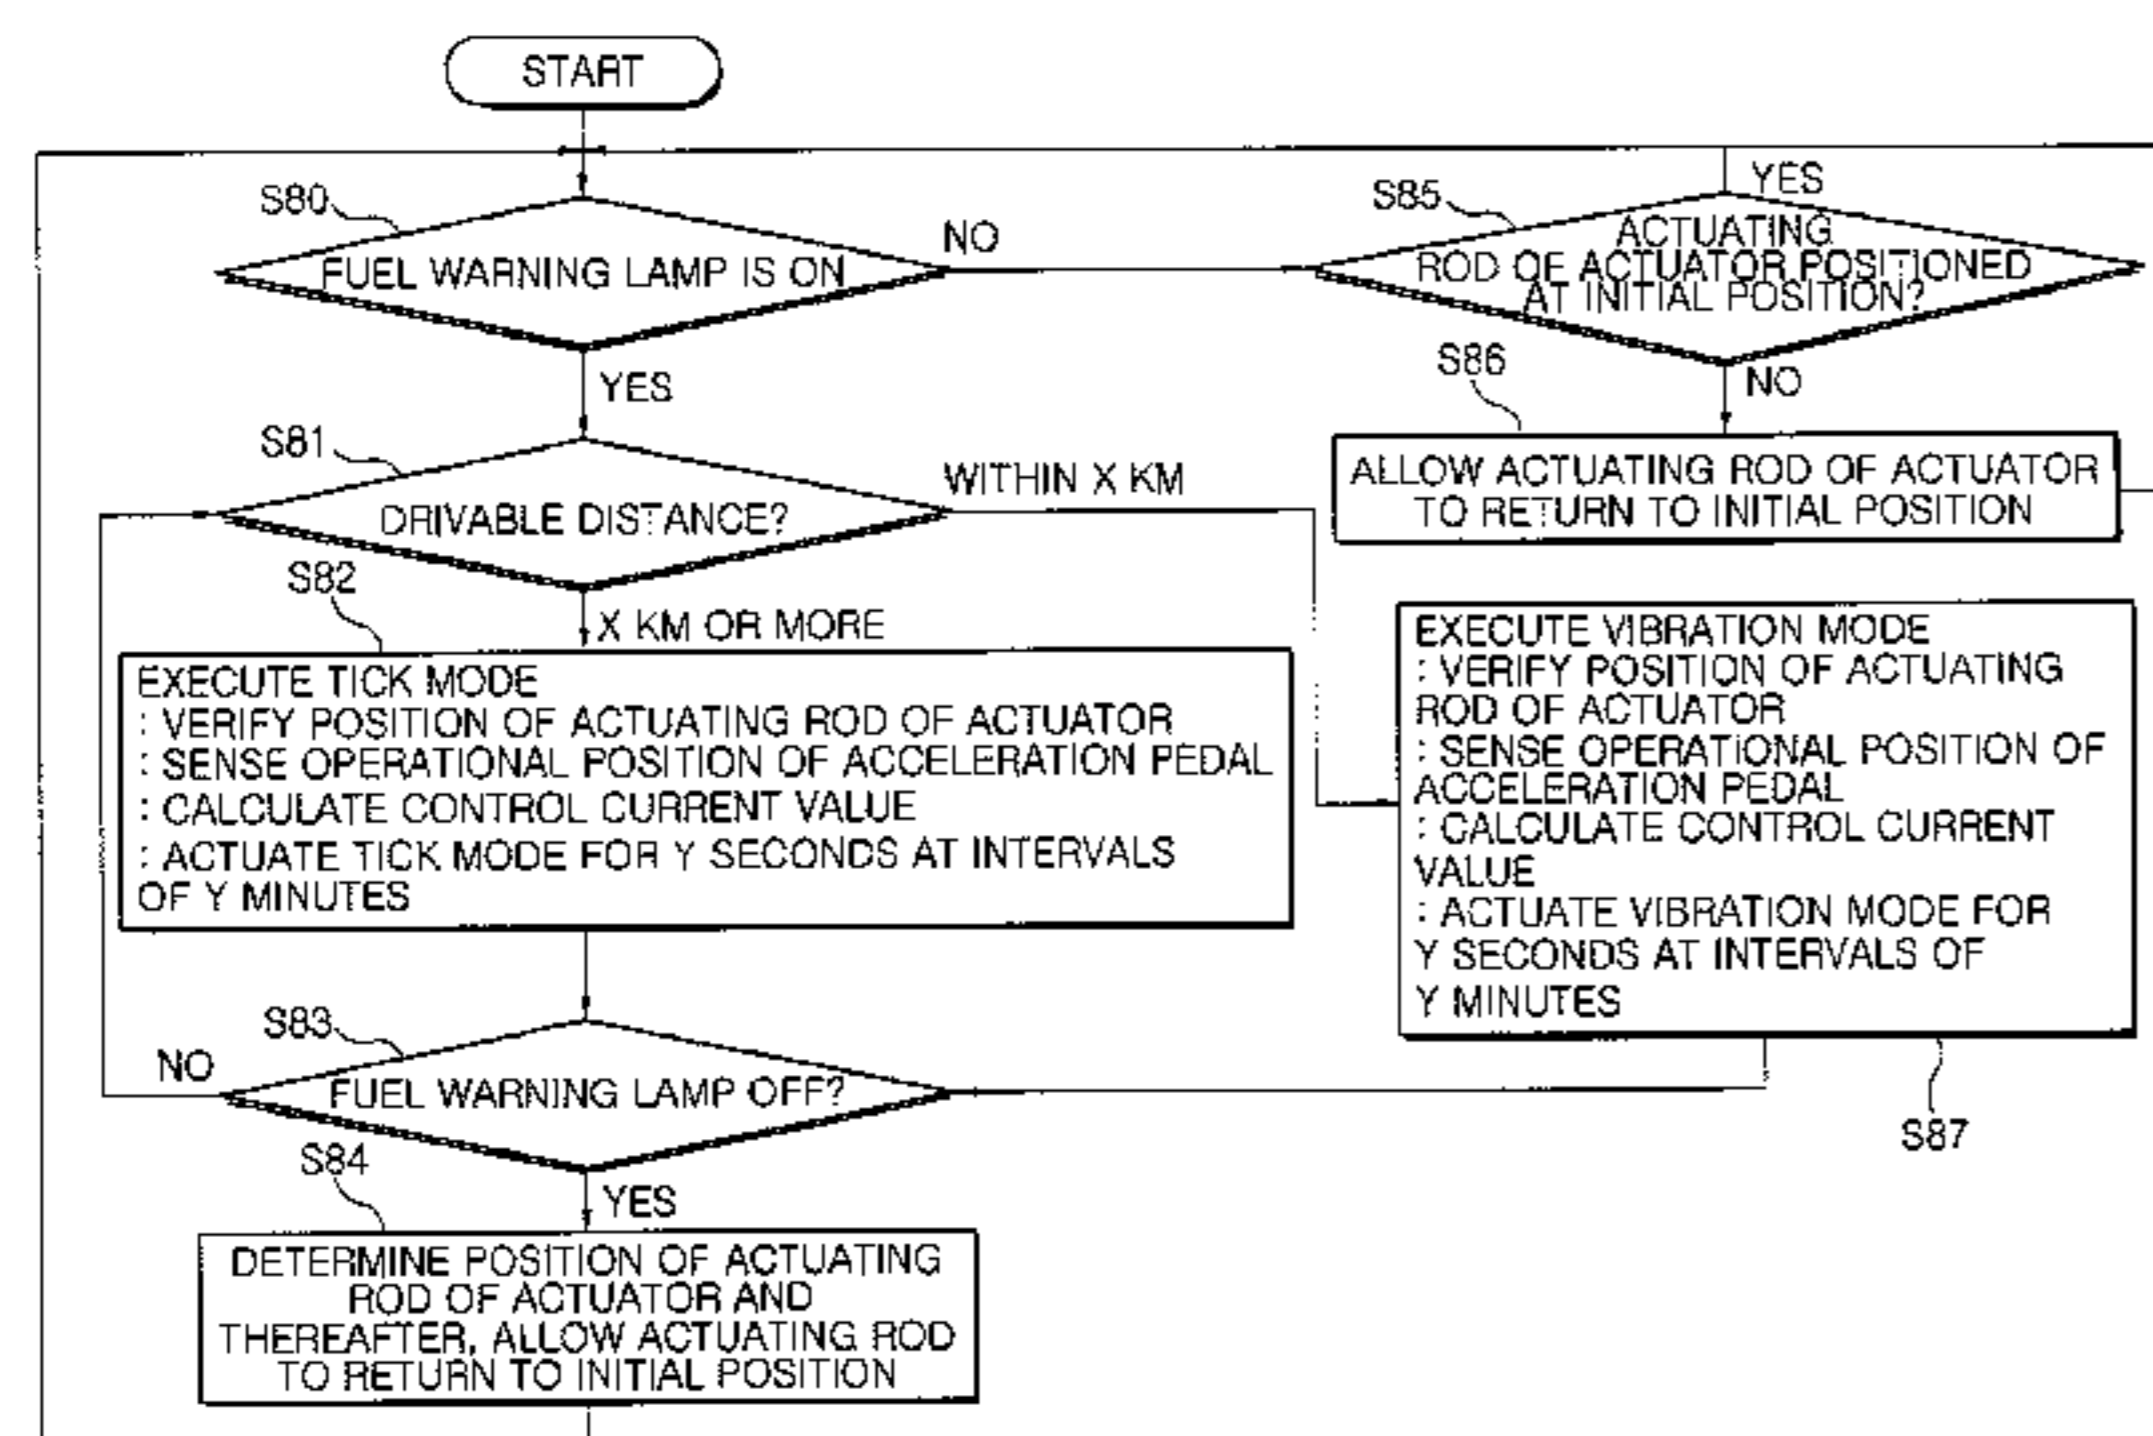 START
S80
FUEL WARNING LAMP IS ON
NO
YES
S85
YES
ACTUATING
ROD OF ACTUATOR POSITIONED
AT INITIAL POSITION?
NO
S86
ALLOW ACTUATING ROD OF ACTUATOR
TO RETURN TO INITIAL POSITION
S81
DRIVABLE DISTANCE?
WITHIN X KM
X KM OR MORE
S82
EXECUTE TICK MODE
: VERIFY POSITION OF ACTUATING ROD OF ACTUATOR
: SENSE OPERATIONAL POSITION OF ACCELERATION PEDAL
: CALCULATE CONTROL CURRENT VALUE
: ACTUATE TICK MODE FOR Y SECONDS AT INTERVALS
OF Y MINUTES
EXECUTE VIBRATION MODE
: VERIFY POSITION OF ACTUATING
ROD OF ACTUATOR
: SENSE OPERATIONAL POSITION OF
ACCELERATION PEDAL
: CALCULATE CONTROL CURRENT
VALUE
: ACTUATE VIBRATION MODE FOR
Y SECONDS AT INTERVALS OF
Y MINUTES
S87
S83
NO
FUEL WARNING LAMP OFF?
YES
S84
DETERMINE POSITION OF ACTUATING
ROD OF ACTUATOR AND
THEREAFTER, ALLOW ACTUATING ROD
TO RETURN TO INITIAL POSITION